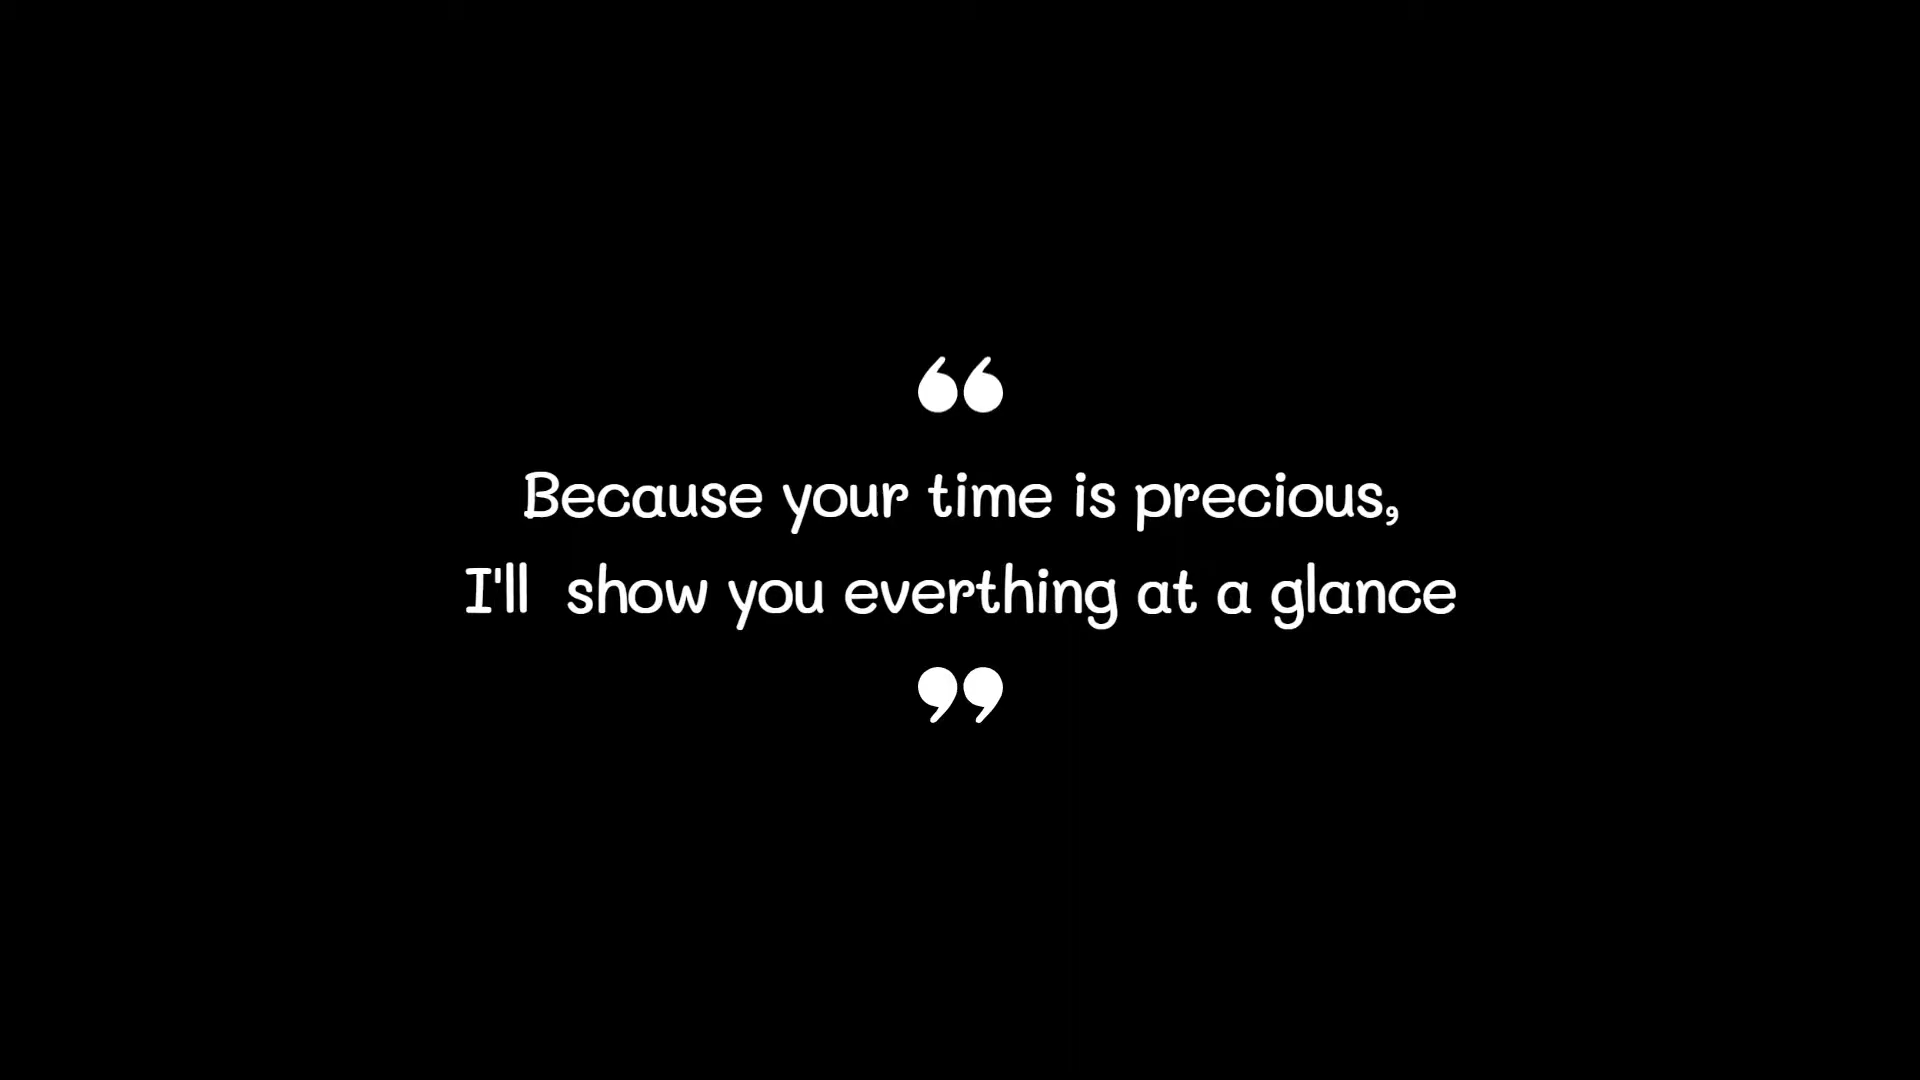 “
Because your time is precious,
I'll  show you everthing at a glance
”